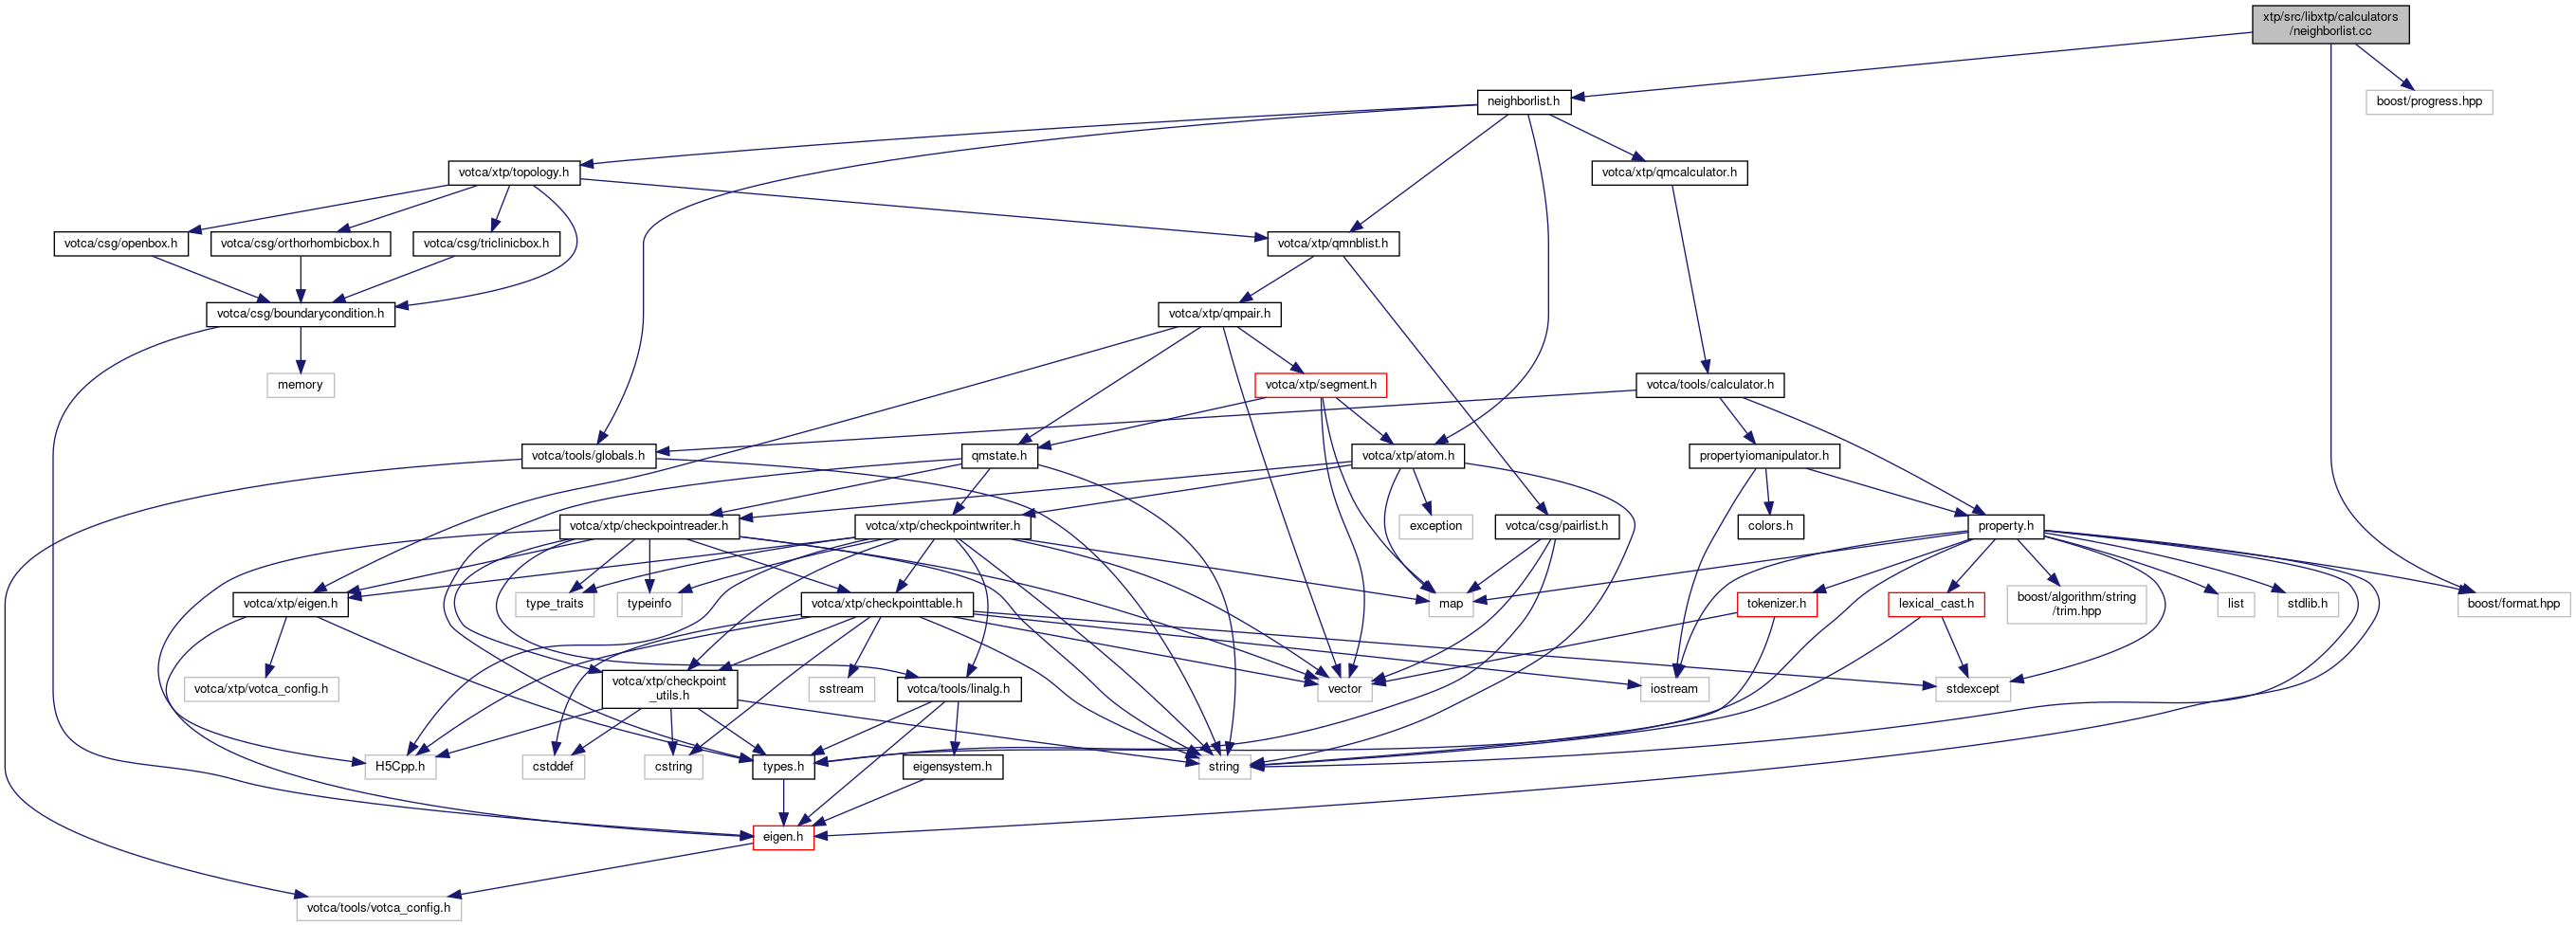 xtp/src/libxtp/calculators
/neighborlist.cc
neighborlist.h
boost/progress.hpp
votca/xtp/topology.h
votca/xtp/qmcalculator.h
votca/csg/openbox.h
votca/csg/orthorhombicbox.h
votca/csg/triclinicbox.h
votca/xtp/qmnblist.h
votca/csg/boundarycondition.h
votca/xtp/qmpair.h
memory
votca/xtp/segment.h
votca/tools/calculator.h
votca/tools/globals.h
qmstate.h
votca/xtp/atom.h
propertyiomanipulator.h
votca/xtp/checkpointreader.h
votca/xtp/checkpointwriter.h
exception
votca/csg/pairlist.h
colors.h
property.h
votca/xtp/eigen.h
type_traits
typeinfo
votca/xtp/checkpointtable.h
map
tokenizer.h
lexical_cast.h
boost/algorithm/string
/trim.hpp
list
stdlib.h
boost/format.hpp
votca/xtp/votca_config.h
votca/xtp/checkpoint
_utils.h
sstream
votca/tools/linalg.h
vector
iostream
stdexcept
H5Cpp.h
cstddef
cstring
types.h
eigensystem.h
string
eigen.h
votca/tools/votca_config.h